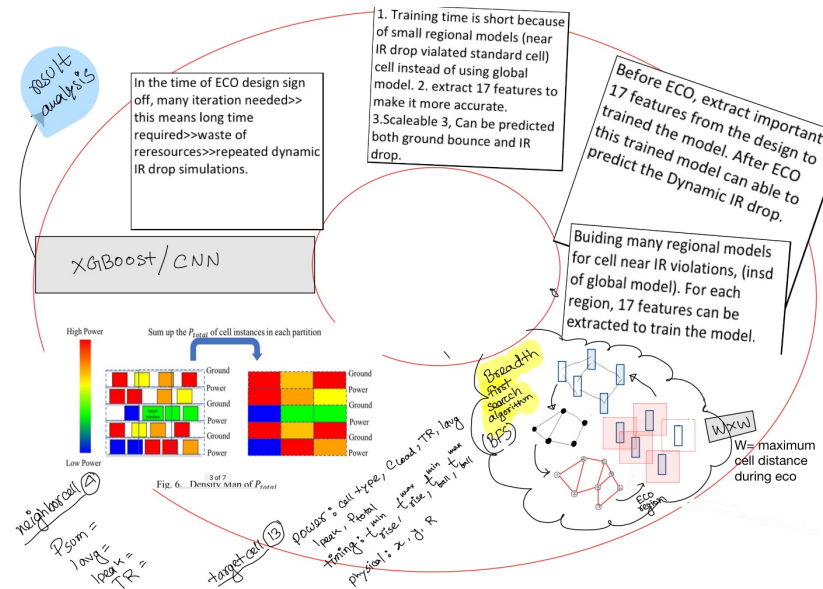 result
analysis
In the time of ECO design sign
off, many iteration needed>>
this means long time
required>>waste of
reresources>>repeated dynamic
IR drop simulations.
1. Training time is short because
of small regional models (near
IR drop vialated standard cell)
cell instead of using global
model. 2. extract 17 features to
make it more accurate.
3.Scaleable 3, Can be predicted
both ground bounce and IR
drop.
Before ECO, extract important
17 features from the design to
trained the model. After ECO
this trained model can able to
predict the Dynamic IR drop.
Buiding many regional models
for cell near IR violations, (insd
of global model). For each
region, 17 features can be
extracted to train the model.
XGBOOST/CNN
High Power
Low Power
Sum up the Ptotal of cell instances in each partition
Ground
Power
Ground
Power
Ground
Power
Ground
Power
Ground
Power
Ground
Power
3 of 7
Fig. 6. Density Map of Ptotal
neighbor cell 4
Psum =
Iavg =
Ipeak =
TR =
target cell 13
power: cell type, Cload, TR, Iavg
Ipeak, Ptotal
timing: tmin rise, tmax rise, tmin fall, tmax fall
physical: x, y, R
Breadth
first
search
algorithm
(BFS)
ECO
region
WxW
W= maximum
cell distance
during eco